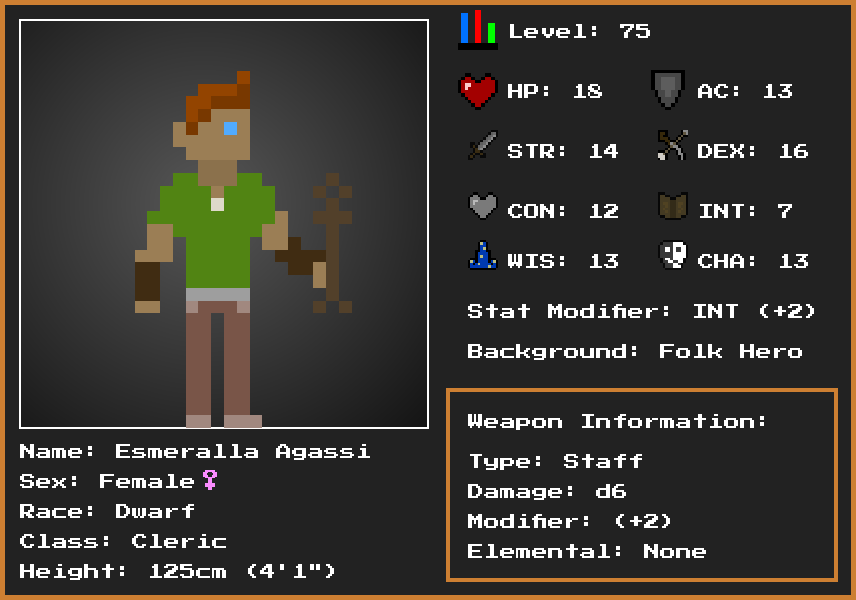 Level: 75
HP: 18
AC: 13
STR: 14
DEX: 16
CON: 12
INT: 7
WIS: 13
CHA: 13
Stat Modifier: INT (+2)
Background: Folk Hero
Weapon Information:
Type: Staff
Damage: d6
Modifier: (+2)
Elemental: None
Name: Esmeralla Agassi
Sex: Female♀
Race: Dwarf
Class: Cleric
Height: 125cm (4'1")